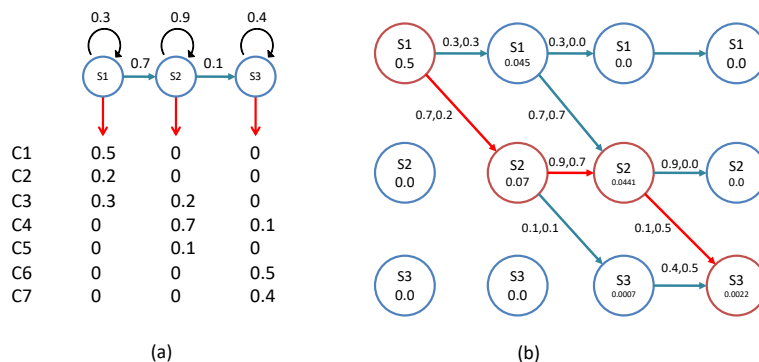 0.3 0.9 0.4
S1 0.7 S2 0.1 S3
C1 0.5 0 0
C2 0.2 0 0
C3 0.3 0.2 0
C4 0 0.7 0.1
C5 0 0.1 0
C6 0 0 0.5
C7 0 0 0.4
(a)
S1 0.3,0.3 S1 0.3,0.0 S1 S1
0.5 0.045 0.0 0.0
0.7,0.2 0.7,0.7
S2 S2 0.9,0.7 S2 0.9,0.0 S2
0.0 0.07 0.0441 0.0
0.1,0.1 0.1,0.5
S3 S3 S3 0.4,0.5 S3
0.0 0.0 0.0007 0.0022
(b)